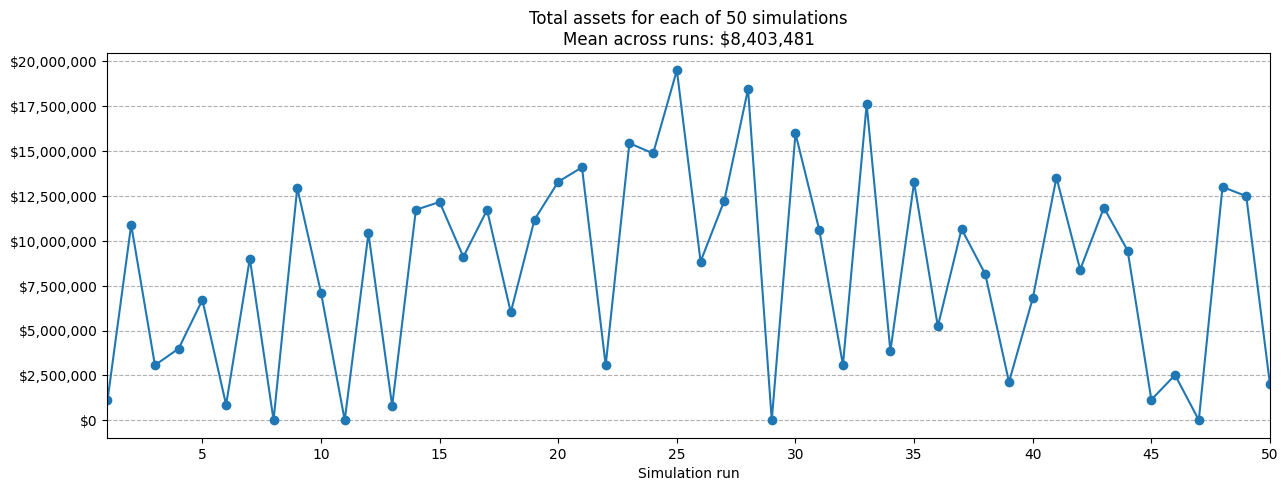 Total assets for each of 50 simulations
Mean across runs: $8,403,481
$20,000,000
$17,500,000
$15,000,000
$12,500,000
$10,000,000
$7,500,000
$5,000,000
$2,500,000
$0
5 10 15 20 25 30 35 40 45 50
Simulation run